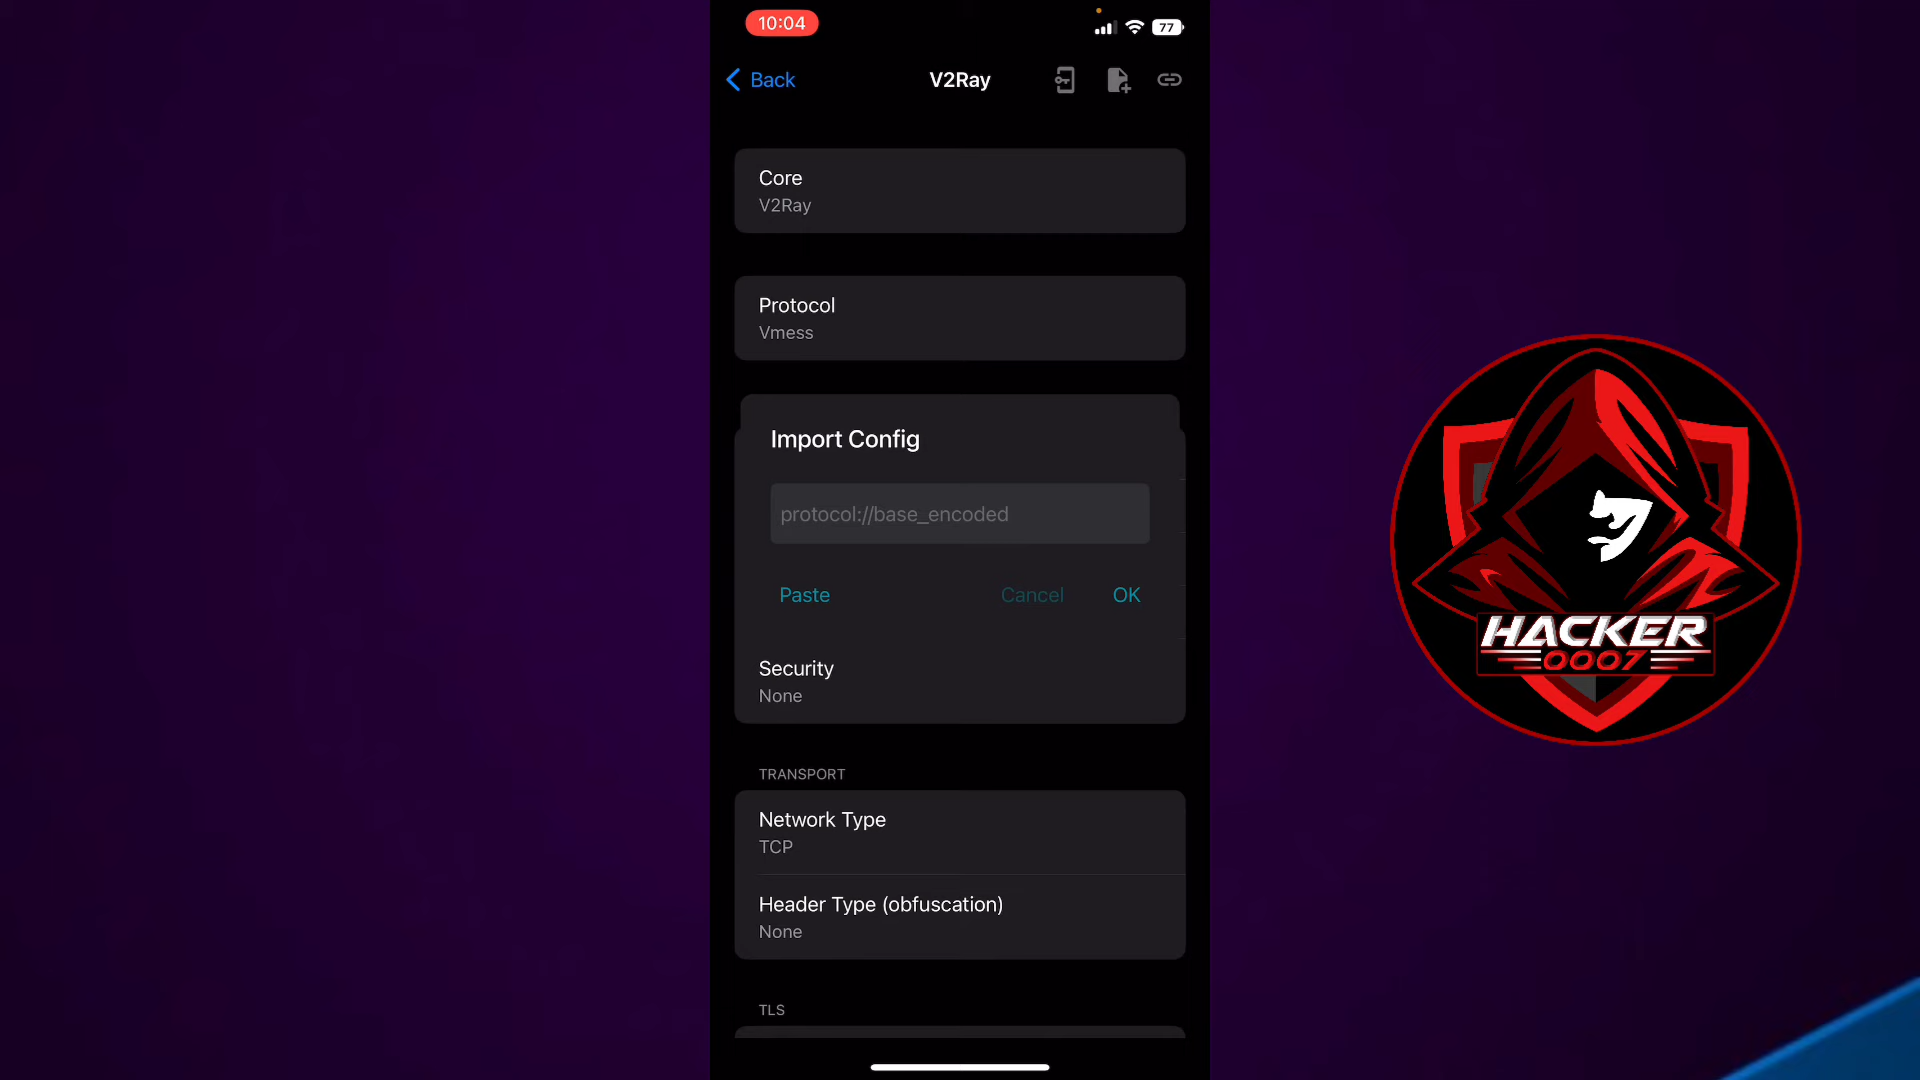 10:04
77
Back
V2Ray
Core
V2Ray
Protocol
Vmess
Import Config
protocol://base_encoded
Paste
Cancel
OK
Security
None
TRANSPORT
Network Type
TCP
Header Type (obfuscation)
None
TLS
HACKER
0007